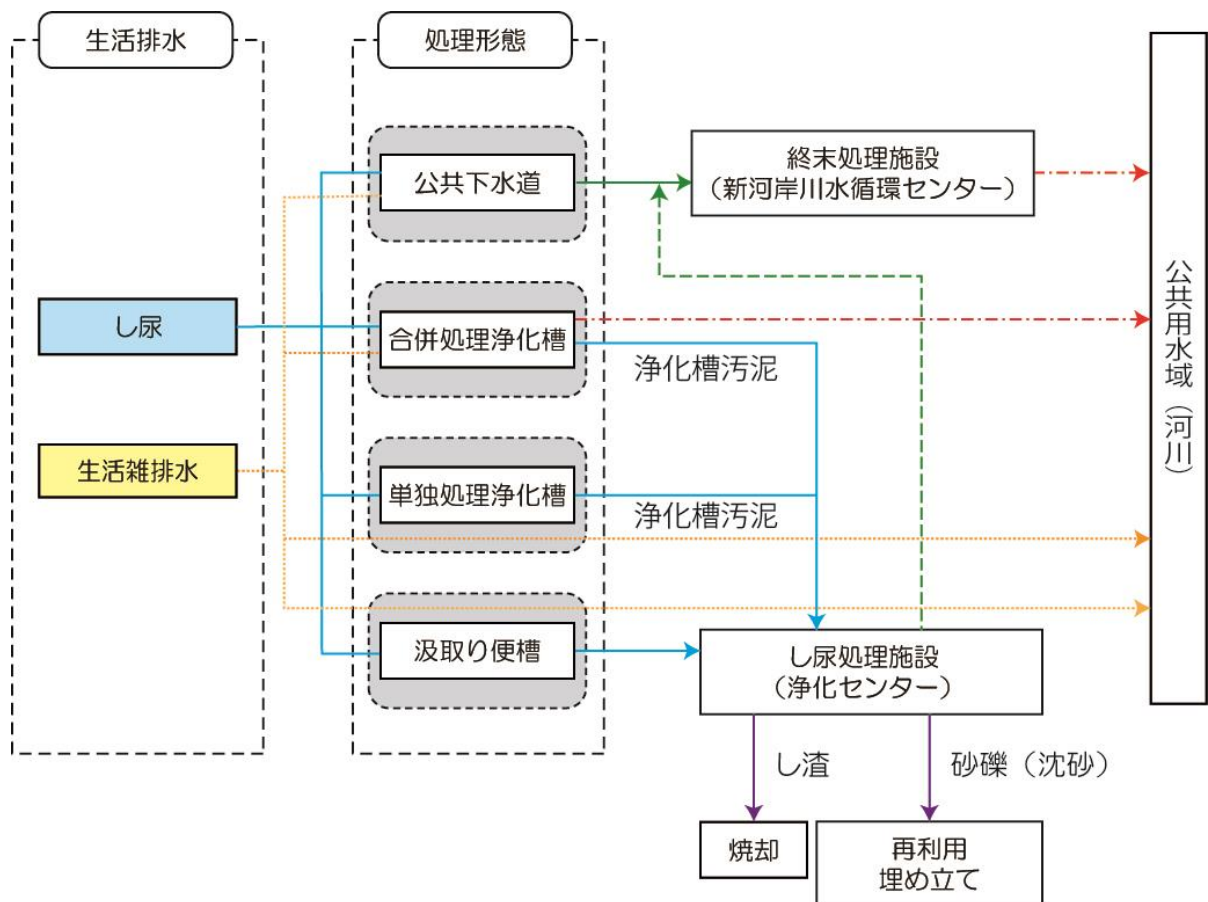 生活排水
処理形態
公共下水道
終末処理施設
（新河岸川水循環センター）
公共用水域（河川）
し尿
合併処理浄化槽
浄化槽汚泥
生活雑排水
単独処理浄化槽
浄化槽汚泥
汲取り便槽
し尿処理施設
（浄化センター）
し渣
砂礫（沈砂）
焼却
再利用
埋め立て